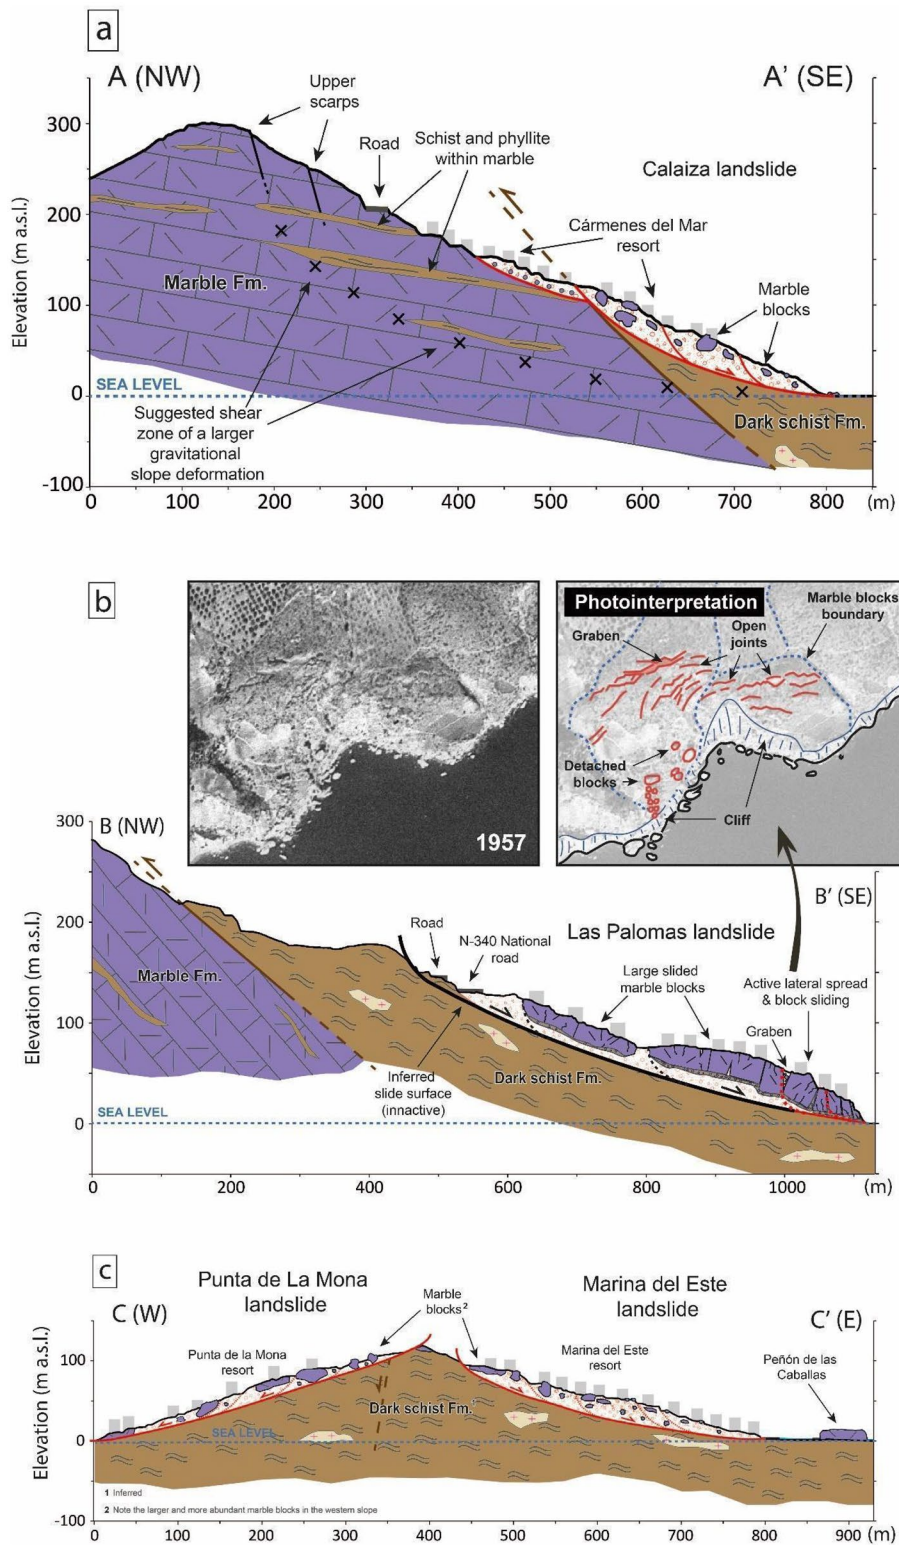 a
A (NW)
A' (SE)
Upper
scarps
Road
Schist and phyllite
within marble
Calaiza landslide
Cármenes del Mar
resort
Marble
blocks
Marble Fm.
SEA LEVEL
Suggested shear
zone of a larger
gravitational
slope deformation
Dark schist Fm.
Elevation (m a.s.l.)
300
200
100
0
-100
0 100 200 300 400 500 600 700 800 (m)
b
1957
Photointerpretation
Marble blocks
boundary
Graben
Open
joints
Detached
blocks
Cliff
B (NW)
B' (SE)
Road
N-340 National
road
Las Palomas landslide
Large slided
marble blocks
Active lateral spread
& block sliding
Graben
Marble Fm.
Inferred
slide surface
(innactive)
Dark schist Fm.
SEA LEVEL
Elevation (m a.s.l.)
300
200
100
0
0 200 400 600 800 1000 (m)
c
Punta de La Mona
landslide
Marina del Este
landslide
C (W)
C' (E)
Marble
blocks²
Punta de la Mona
resort
Marina del Este
resort
Peñón de las
Caballas
Dark schist Fm.
SEA LEVEL
1 Inferred
2 Note the larger and more abundant marble blocks in the western slope
Elevation (m a.s.l.)
100
0
-100
0 100 200 300 400 500 600 700 800 900 (m)